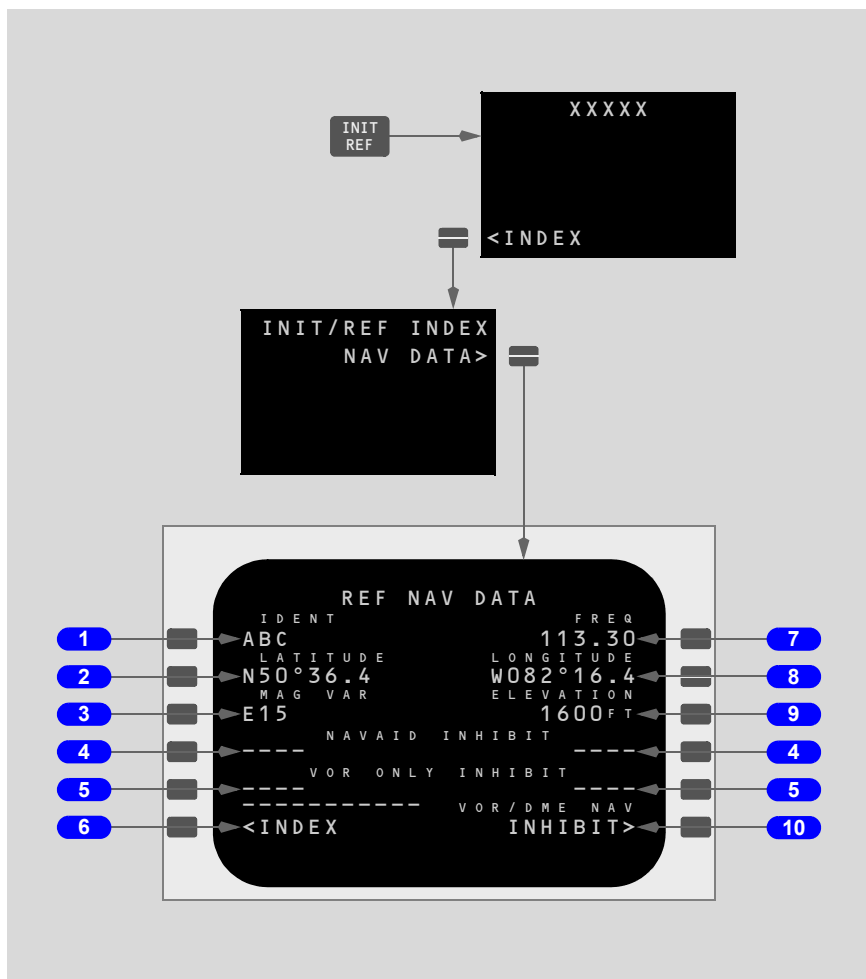 XXXXX
INIT
REF
<INDEX
INIT/REF INDEX
NAV DATA>
REF NAV DATA
IDENT FREQ
1 ABC 113.30 7
LATITUDE LONGITUDE
2 N50°36.4 W082°16.4 8
MAG VAR ELEVATION
3 E15 1600FT 9
NAVAID INHIBIT
4 ---- ---- 4
VOR ONLY INHIBIT
5 ---- ---- 5
----------- VOR/DME NAV
6 <INDEX INHIBIT> 10